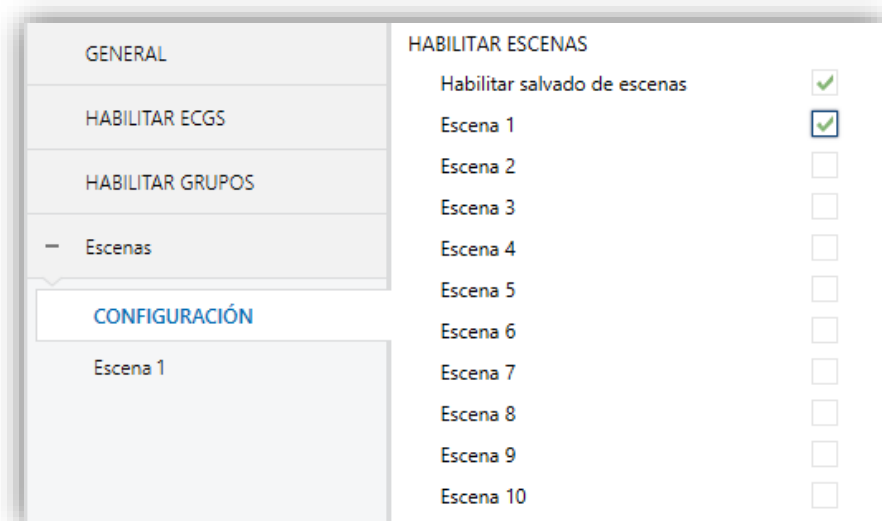 GENERAL
HABILITAR ECGS
HABILITAR GRUPOS
− Escenas
CONFIGURACIÓN
Escena 1
HABILITAR ESCENAS
Habilitar salvado de escenas
Escena 1
Escena 2
Escena 3
Escena 4
Escena 5
Escena 6
Escena 7
Escena 8
Escena 9
Escena 10